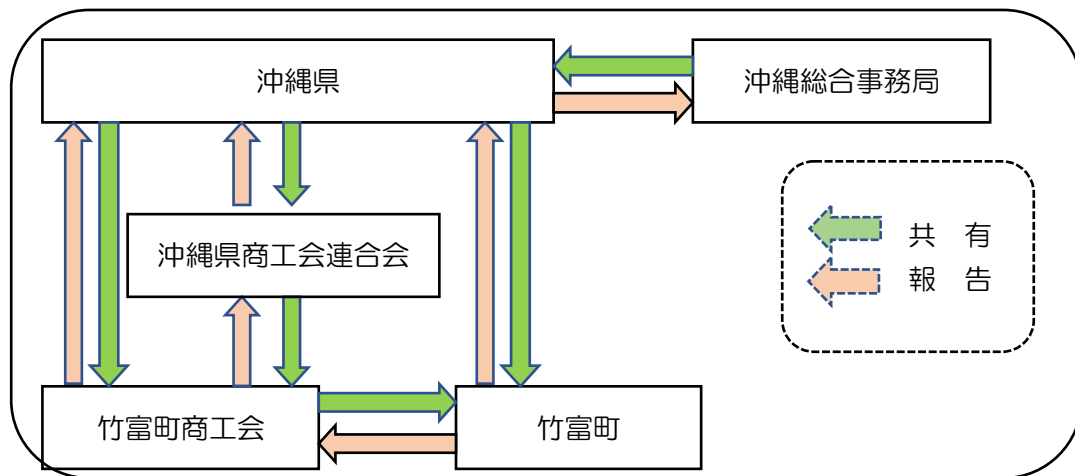 沖縄県
沖縄総合事務局
沖縄県商工会連合会
共　有
報　告
竹富町商工会
竹富町